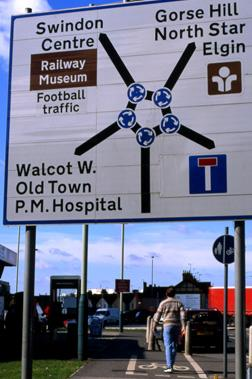 Swindon
Centre
Railway
Museum
Football
traffic
Gorse Hill
North Star
Elgin
Walcot W.
Old Town
P.M. Hospital